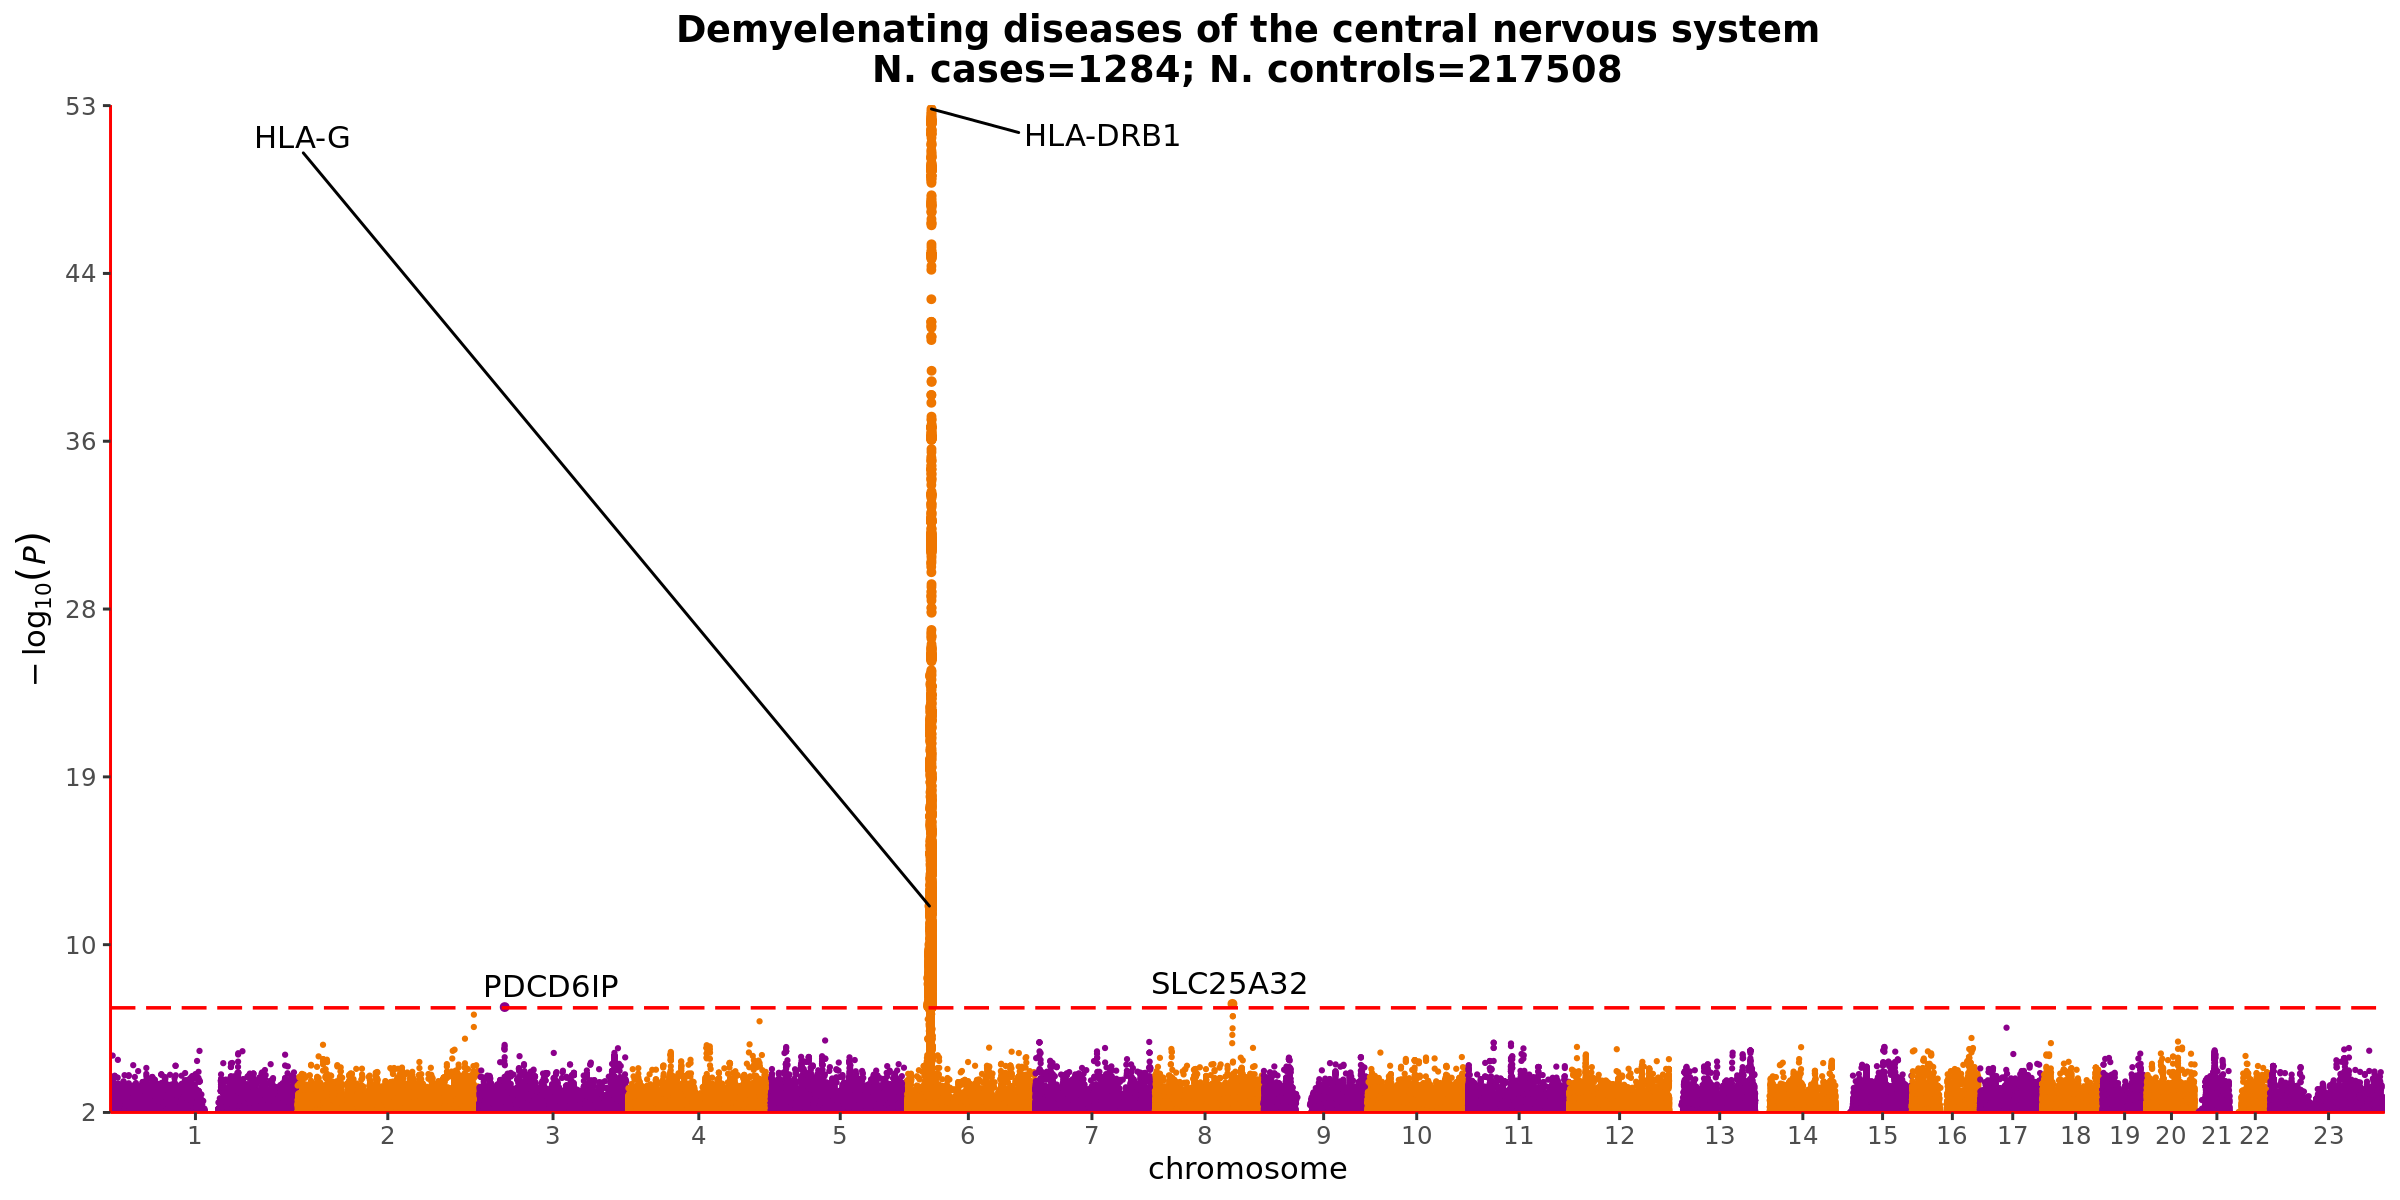 Demyelenating diseases of the central nervous system
N. cases=1284; N. controls=217508
53
HLA-G
HLA-DRB1
44
36
28
19
10
2
− log10(P)
PDCD6IP
SLC25A32
1 2 3 4 5 6 7 8 9 10 11 12 13 14 15 16 17 18 19 20 21 22 23
chromosome